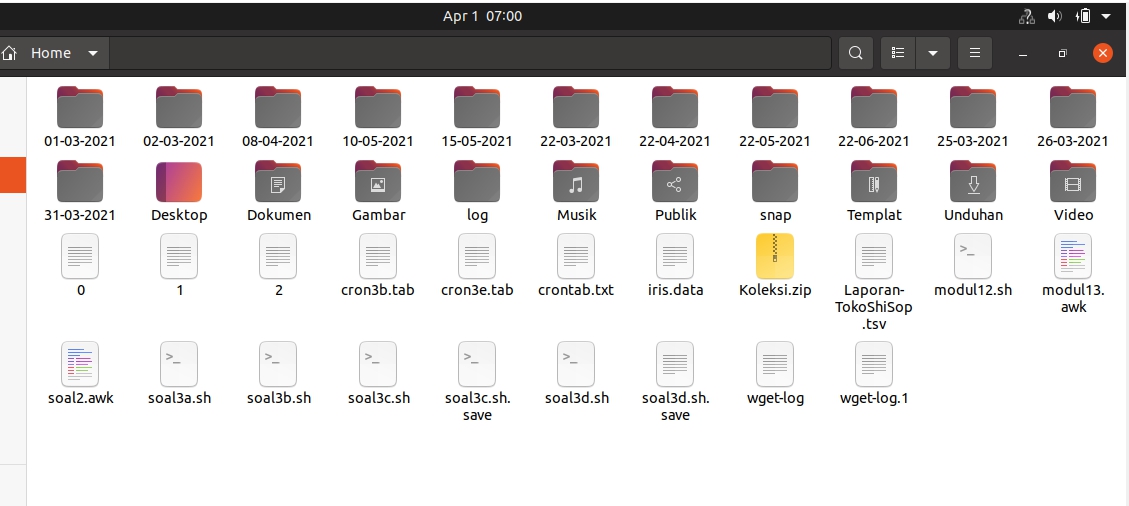 Apr 1 07:00
Home
01-03-2021 02-03-2021 08-04-2021 10-05-2021 15-05-2021 22-03-2021 22-04-2021 22-05-2021 22-06-2021 25-03-2021 26-03-2021
31-03-2021 Desktop Dokumen Gambar log Musik Publik snap Templat Unduhan Video
0 1 2 cron3b.tab cron3e.tab crontab.txt iris.data Koleksi.zip Laporan- modul12.sh modul13.
TokoShiSop awk
.tsv
soal2.awk soal3a.sh soal3b.sh soal3c.sh soal3c.sh. soal3d.sh soal3d.sh. wget-log wget-log.1
save save